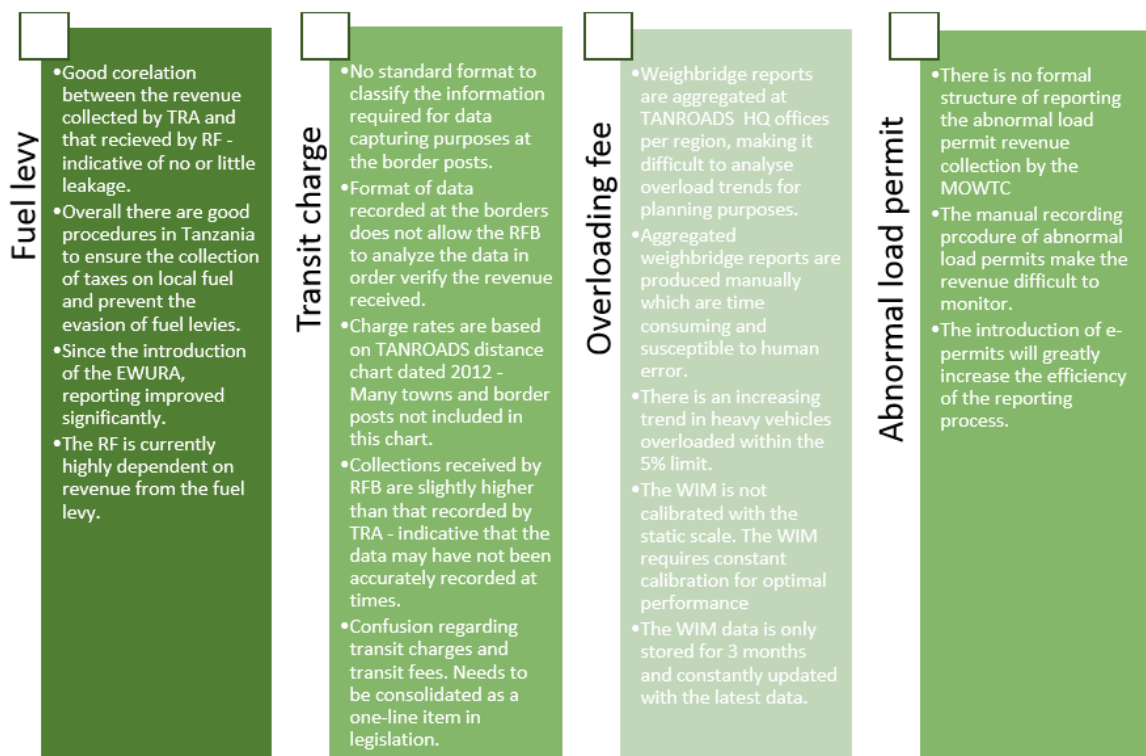 Fuel levy
•Good corelation
between the revenue
collected by TRA and
that recieved by RF -
indicative of no or little
leakage.
•Overall there are good
procedures in Tanzania
to ensure the collection
of taxes on local fuel
and prevent the
evasion of fuel levies.
•Since the introduction
of the EWURA,
reporting improved
significantly.
•The RF is currently
highly dependent on
revenue from the fuel
levy.
Transit charge
•No standard format to
classify the information
required for data
capturing purposes at
the border posts.
•Format of data
recorded at the borders
does not allow the RFB
to analyze the data in
order verify the revenue
received.
•Charge rates are based
on TANROADS distance
chart dated 2012 -
Many towns and border
posts not included in
this chart.
•Collections received by
RFB are slightly higher
than that recorded by
TRA - indicative that the
data may have not been
accurately recorded at
times.
•Confusion regarding
transit charges and
transit fees. Needs to
be consolidated as a
one-line item in
legislation.
Overloading fee
•Weighbridge reports
are aggregated at
TANROADS HQ offices
per region, making it
difficult to analyse
overload trends for
planning purposes.
•Aggregated
weighbridge reports are
produced manually
which are time
consuming and
susceptible to human
error.
•There is an increasing
trend in heavy vehicles
overloaded within the
5% limit.
•The WIM is not
calibrated with the
static scale. The WIM
requires constant
calibration for optimal
performance
•The WIM data is only
stored for 3 months
and constantly updated
with the latest data.
Abnormal load permit
•There is no formal
structure of reporting
the abnormal load
permit revenue
collection by the
MOWTC
•The manual recording
prcodure of abnormal
load permits make the
revenue difficult to
monitor.
•The introduction of e-
permits will greatly
increase the efficiency
of the reporting
process.